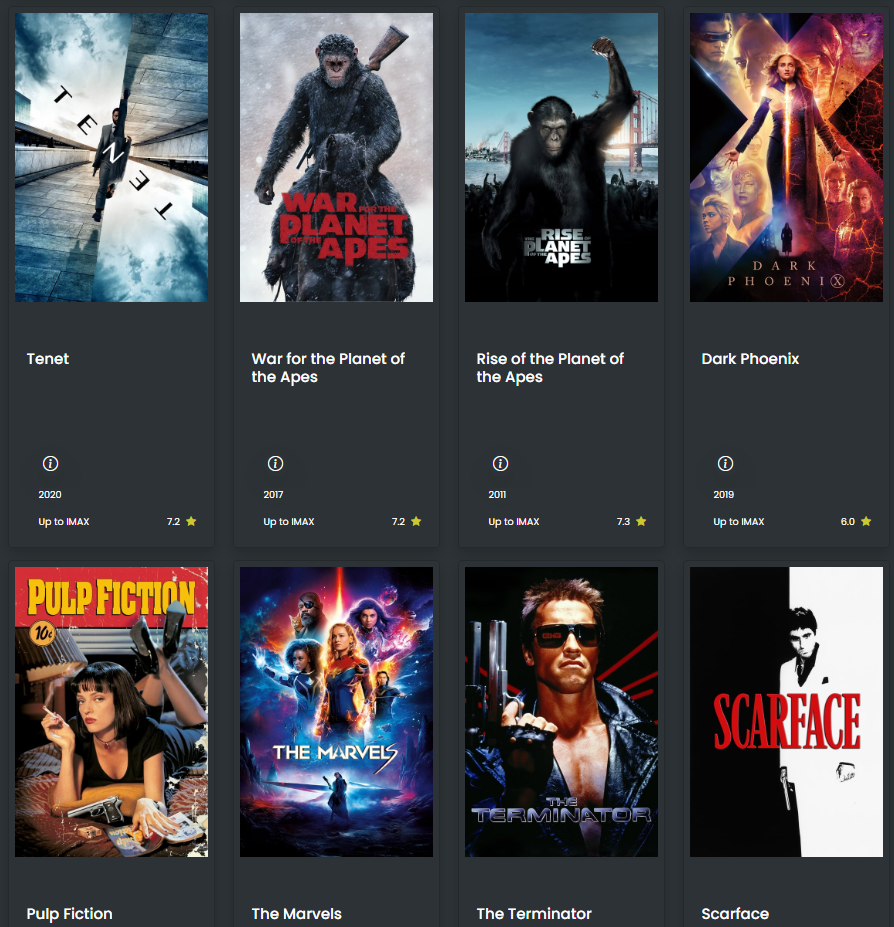 TENET
WAR FOR THE
PLANET
OF THE APES
RISE
OF THE
PLANET
OF THE APES
DARK
PHOENIX
Tenet
War for the Planet of
the Apes
Rise of the Planet of
the Apes
Dark Phoenix
2020
2017
2011
2019
Up to IMAX 7.2
Up to IMAX 7.2
Up to IMAX 7.3
Up to IMAX 6.0
PULP FICTION
10¢
THE MARVELS
THE
TERMINATOR
SCARFACE
Pulp Fiction
The Marvels
The Terminator
Scarface